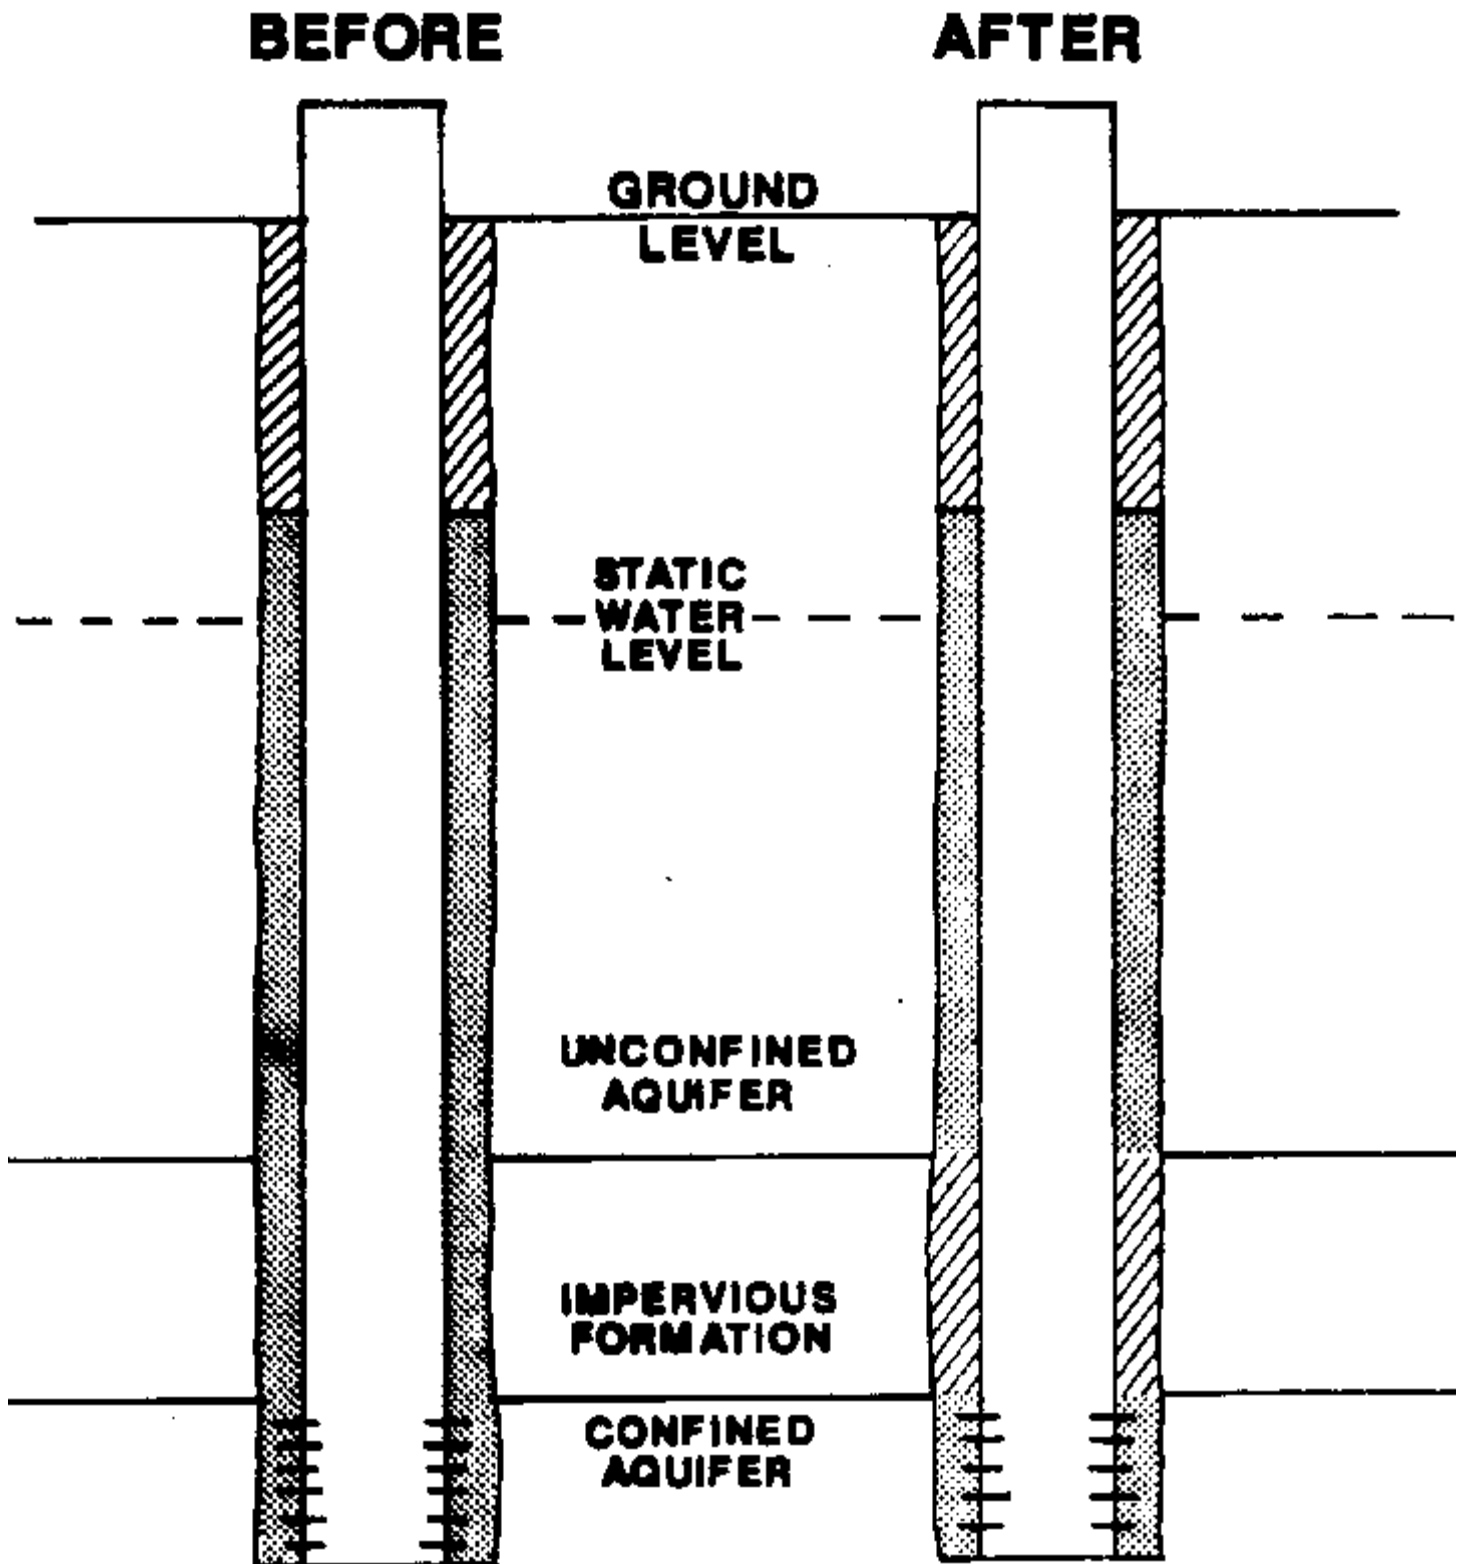 BEFORE
AFTER
GROUND
LEVEL
STATIC
WATER
LEVEL
UNCONFINED
AQUIFER
IMPERVIOUS
FORMATION
CONFINED
AQUIFER